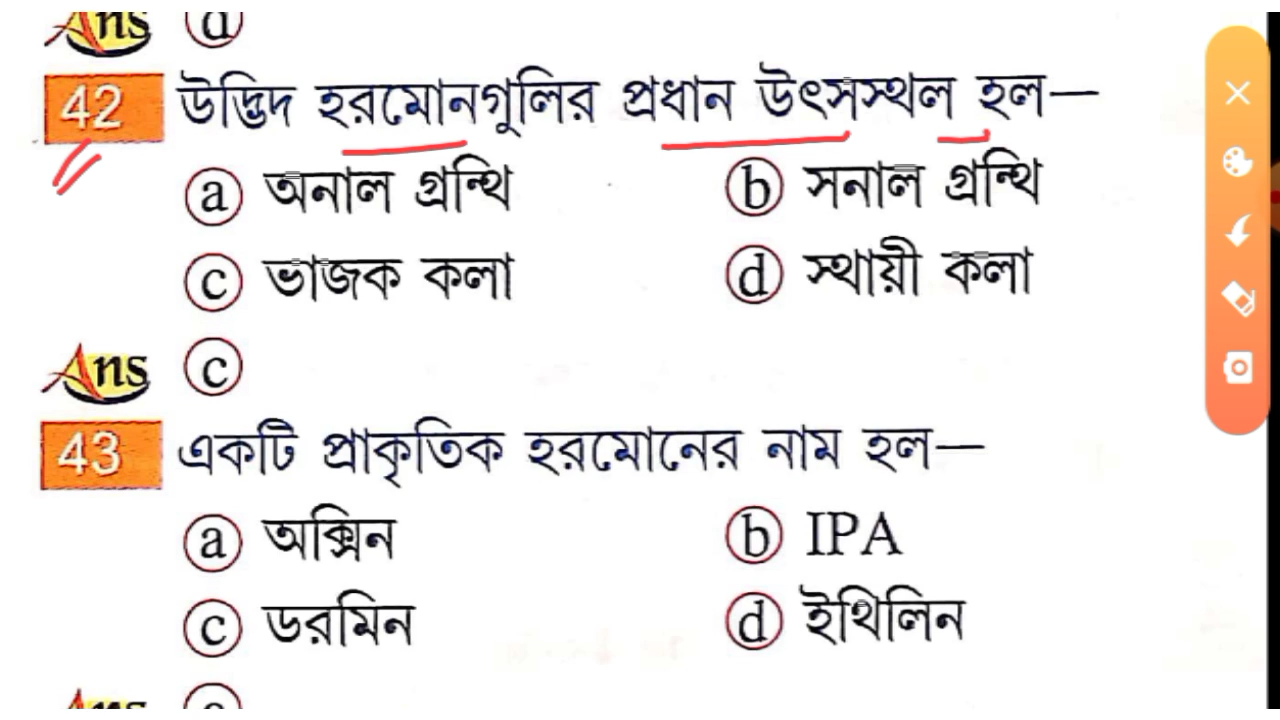 Ans d
42 উদ্ভিদ হরমোনগুলির প্রধান উৎসস্থল হল—
a অনাল গ্রন্থি b সনাল গ্রন্থি
c ভাজক কলা d স্থায়ী কলা
Ans c
43 একটি প্রাকৃতিক হরমোনের নাম হল—
a অক্সিন b IPA
c ডরমিন d ইথিলিন
Ans